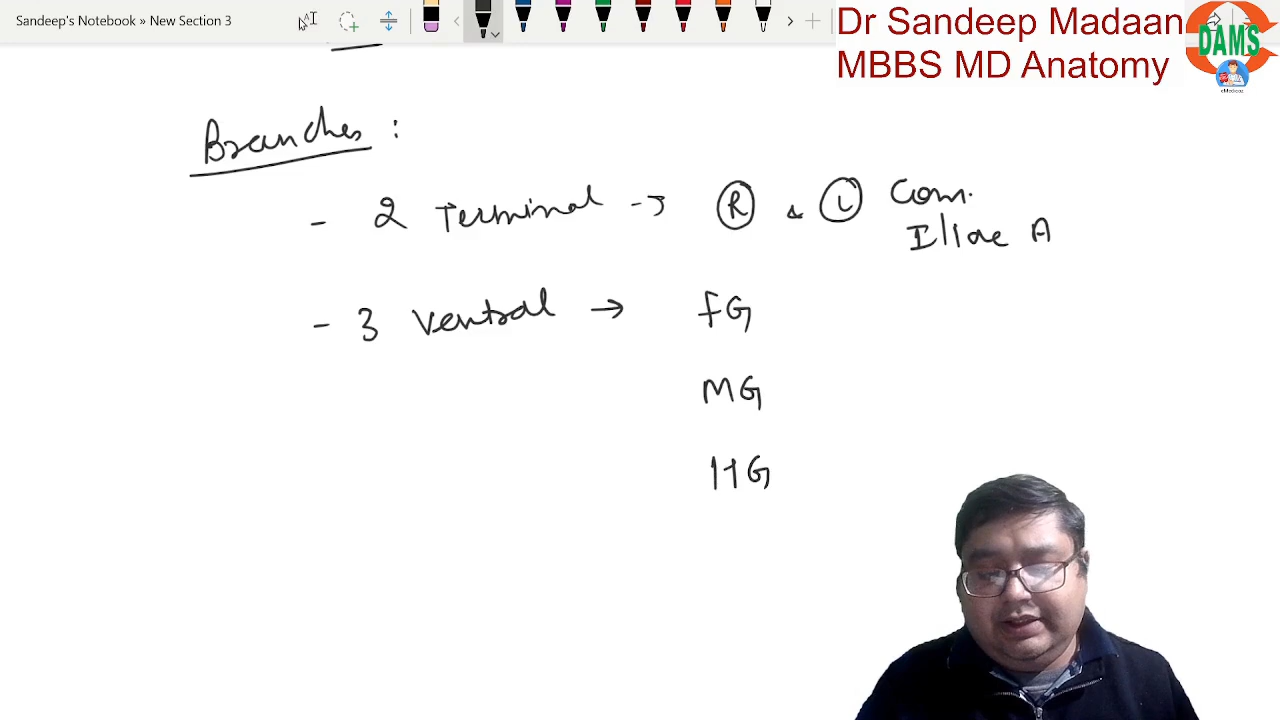 Sandeep's Notebook » New Section 3
Dr Sandeep Madaan
MBBS MD Anatomy
DAMS
eMedicoz
Branches :
- 2 Terminal → R & L Com.
Iliac A
- 3 Ventral → FG
MG
HG